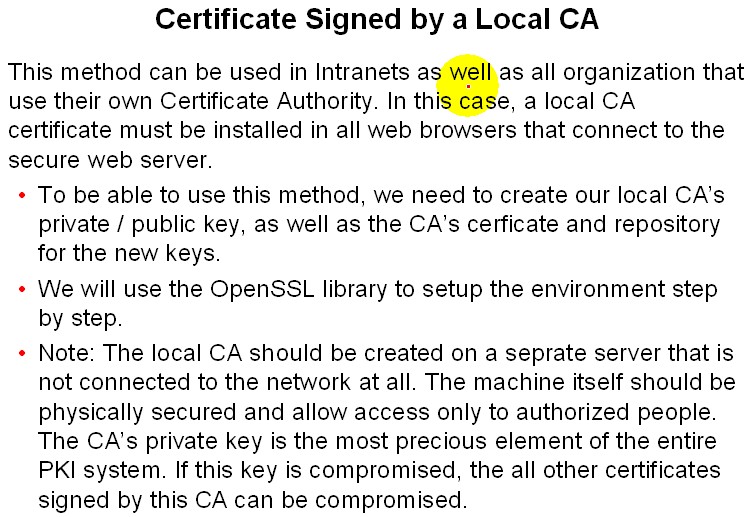 Certificate Signed by a Local CA
This method can be used in Intranets as well as all organization that
use their own Certificate Authority. In this case, a local CA
certificate must be installed in all web browsers that connect to the
secure web server.
• To be able to use this method, we need to create our local CA's
private / public key, as well as the CA's cerficate and repository
for the new keys.
• We will use the OpenSSL library to setup the environment step
by step.
• Note: The local CA should be created on a seprate server that is
not connected to the network at all. The machine itself should be
physically secured and allow access only to authorized people.
The CA's private key is the most precious element of the entire
PKI system. If this key is compromised, the all other certificates
signed by this CA can be compromised.